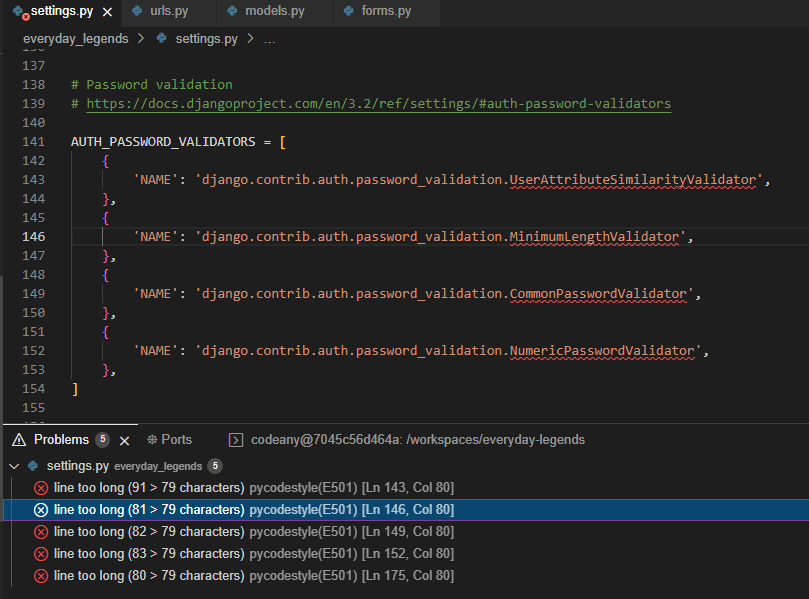 settings.py urls.py models.py forms.py
everyday_legends > settings.py > ...
137
138 # Password validation
139 # https://docs.djangoproject.com/en/3.2/ref/settings/#auth-password-validators
140
141 AUTH_PASSWORD_VALIDATORS = [
142 {
143 'NAME': 'django.contrib.auth.password_validation.UserAttributeSimilarityValidator',
144 },
145 {
146 'NAME': 'django.contrib.auth.password_validation.MinimumLengthValidator',
147 },
148 {
149 'NAME': 'django.contrib.auth.password_validation.CommonPasswordValidator',
150 },
151 {
152 'NAME': 'django.contrib.auth.password_validation.NumericPasswordValidator',
153 },
154 ]
155
Problems 5 Ports codeany@7045c56d464a: /workspaces/everyday-legends
settings.py everyday_legends 5
line too long (91 > 79 characters) pycodestyle(E501) [Ln 143, Col 80]
line too long (81 > 79 characters) pycodestyle(E501) [Ln 146, Col 80]
line too long (82 > 79 characters) pycodestyle(E501) [Ln 149, Col 80]
line too long (83 > 79 characters) pycodestyle(E501) [Ln 152, Col 80]
line too long (80 > 79 characters) pycodestyle(E501) [Ln 175, Col 80]